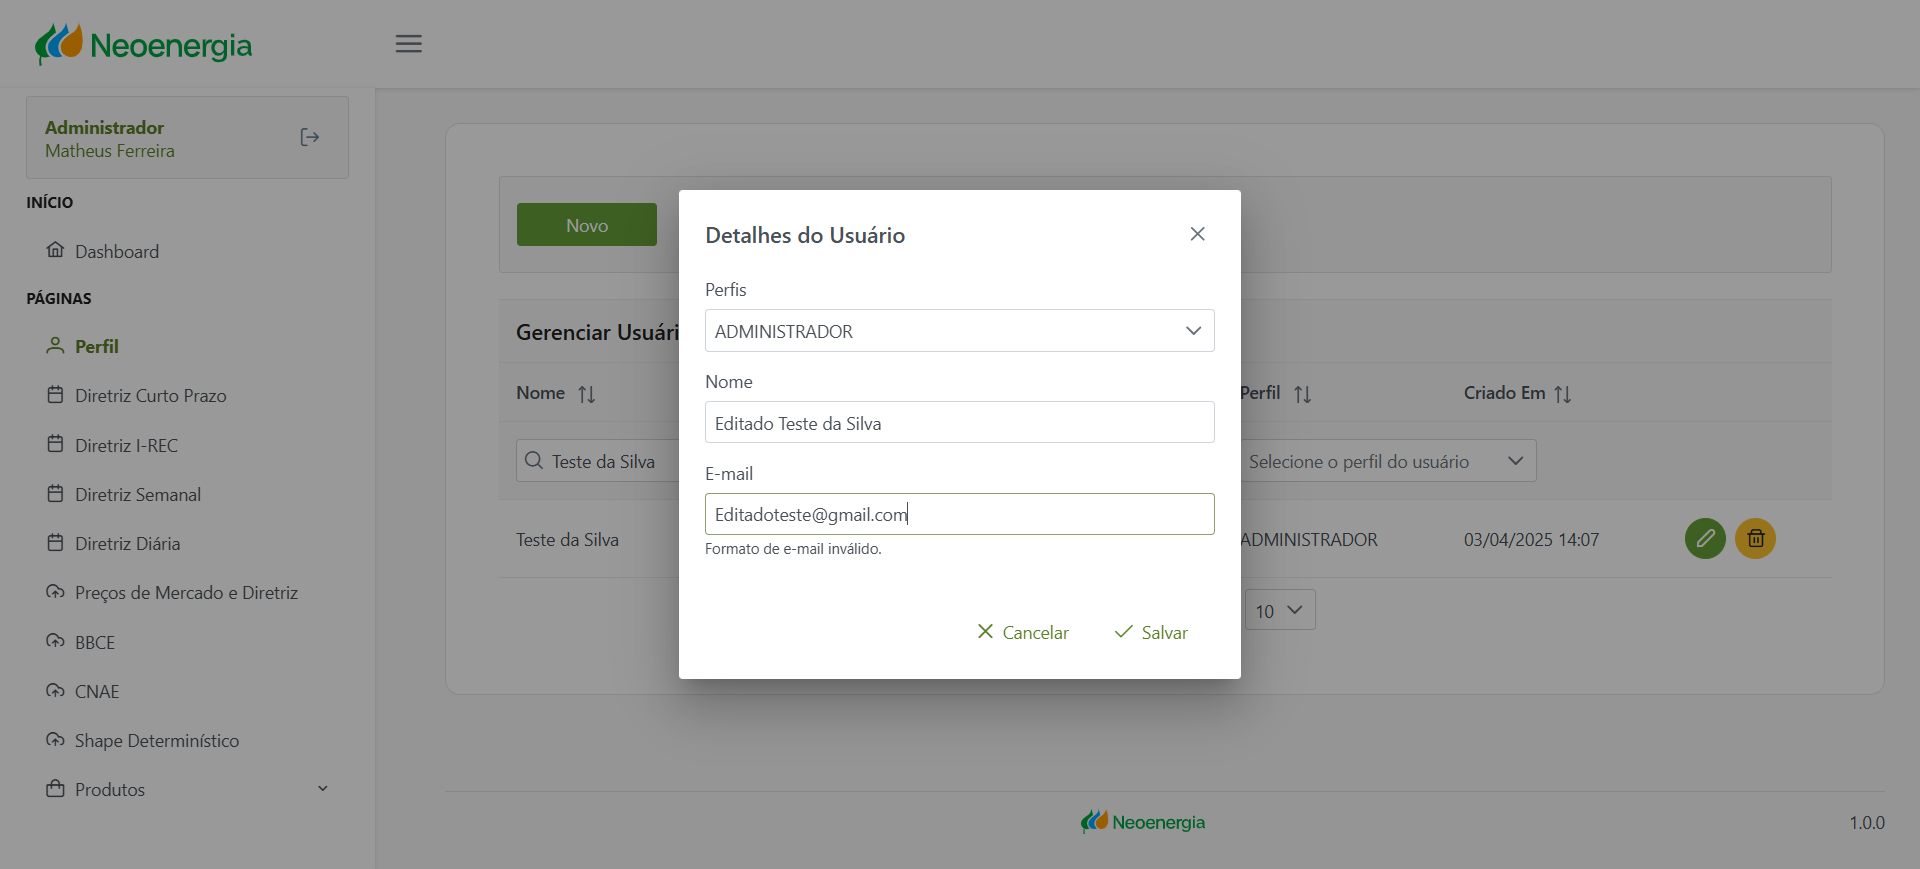 Neoenergia
Administrador
Matheus Ferreira
INÍCIO
Dashboard
PÁGINAS
Perfil
Diretriz Curto Prazo
Diretriz I-REC
Diretriz Semanal
Diretriz Diária
Preços de Mercado e Diretriz
BBCE
CNAE
Shape Determinístico
Produtos
Novo
Gerenciar Usuári
Nome
Perfil
Criado Em
Teste da Silva
Selecione o perfil do usuário
Teste da Silva
ADMINISTRADOR
03/04/2025 14:07
10
Detalhes do Usuário
Perfis
ADMINISTRADOR
Nome
Editado Teste da Silva
E-mail
Editadoteste@gmail.com
Formato de e-mail inválido.
Cancelar
Salvar
Neoenergia
1.0.0